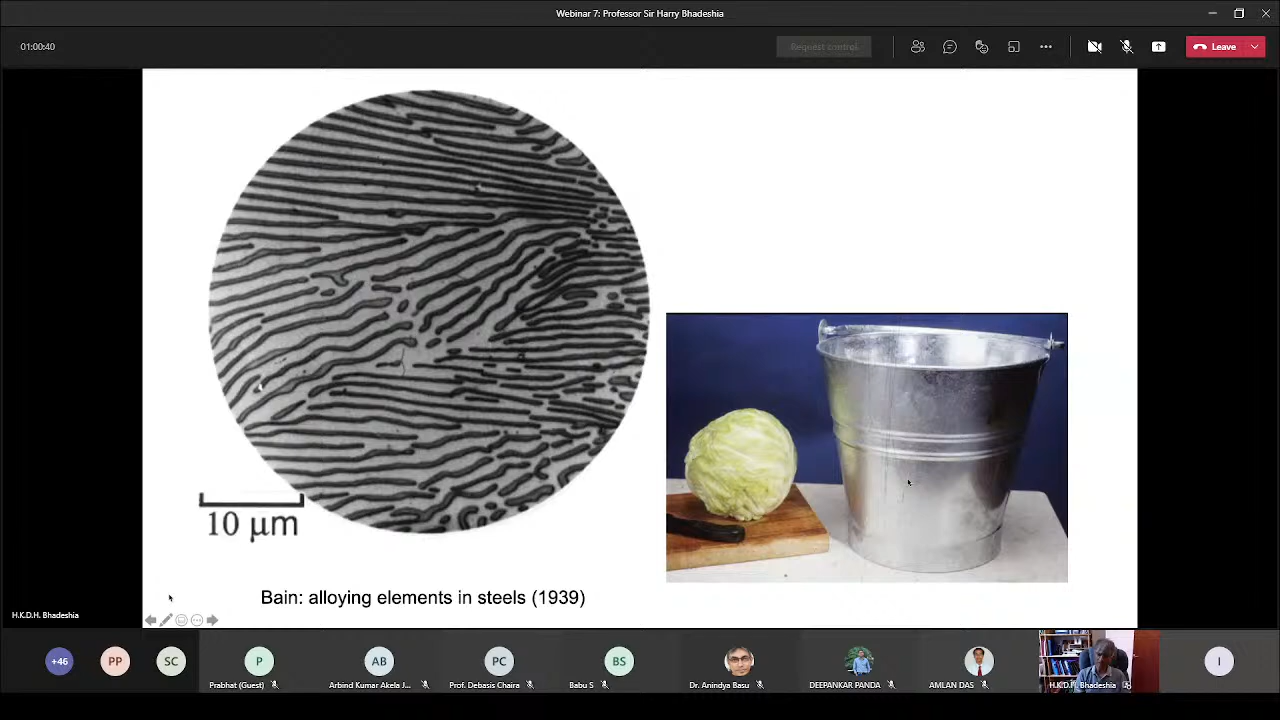 Webinar 7: Professor Sir Harry Bhadeshia
01:00:40
Request control
Leave
10 μm
Bain: alloying elements in steels (1939)
H.K.D.H. Bhadeshia
+46
PP
SC
P
AB
PC
BS
I
Prabhat (Guest)
Arbind Kumar Akela J...
Prof. Debasis Chaira
Babu S
Dr. Anindya Basu
DEEPANKAR PANDA
AMLAN DAS
H.K.D.H. Bhadeshia